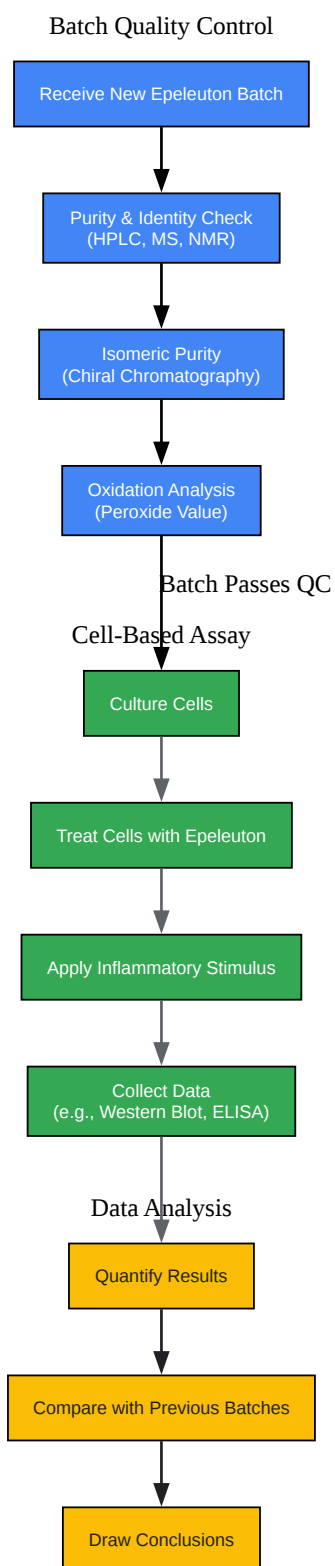 Batch Quality Control
Receive New Epeleuton Batch
Purity & Identity Check
(HPLC, MS, NMR)
Isomeric Purity
(Chiral Chromatography)
Oxidation Analysis
(Peroxide Value)
Batch Passes QC
Cell-Based Assay
Culture Cells
Treat Cells with Epeleuton
Apply Inflammatory Stimulus
Collect Data
(e.g., Western Blot, ELISA)
Data Analysis
Quantify Results
Compare with Previous Batches
Draw Conclusions